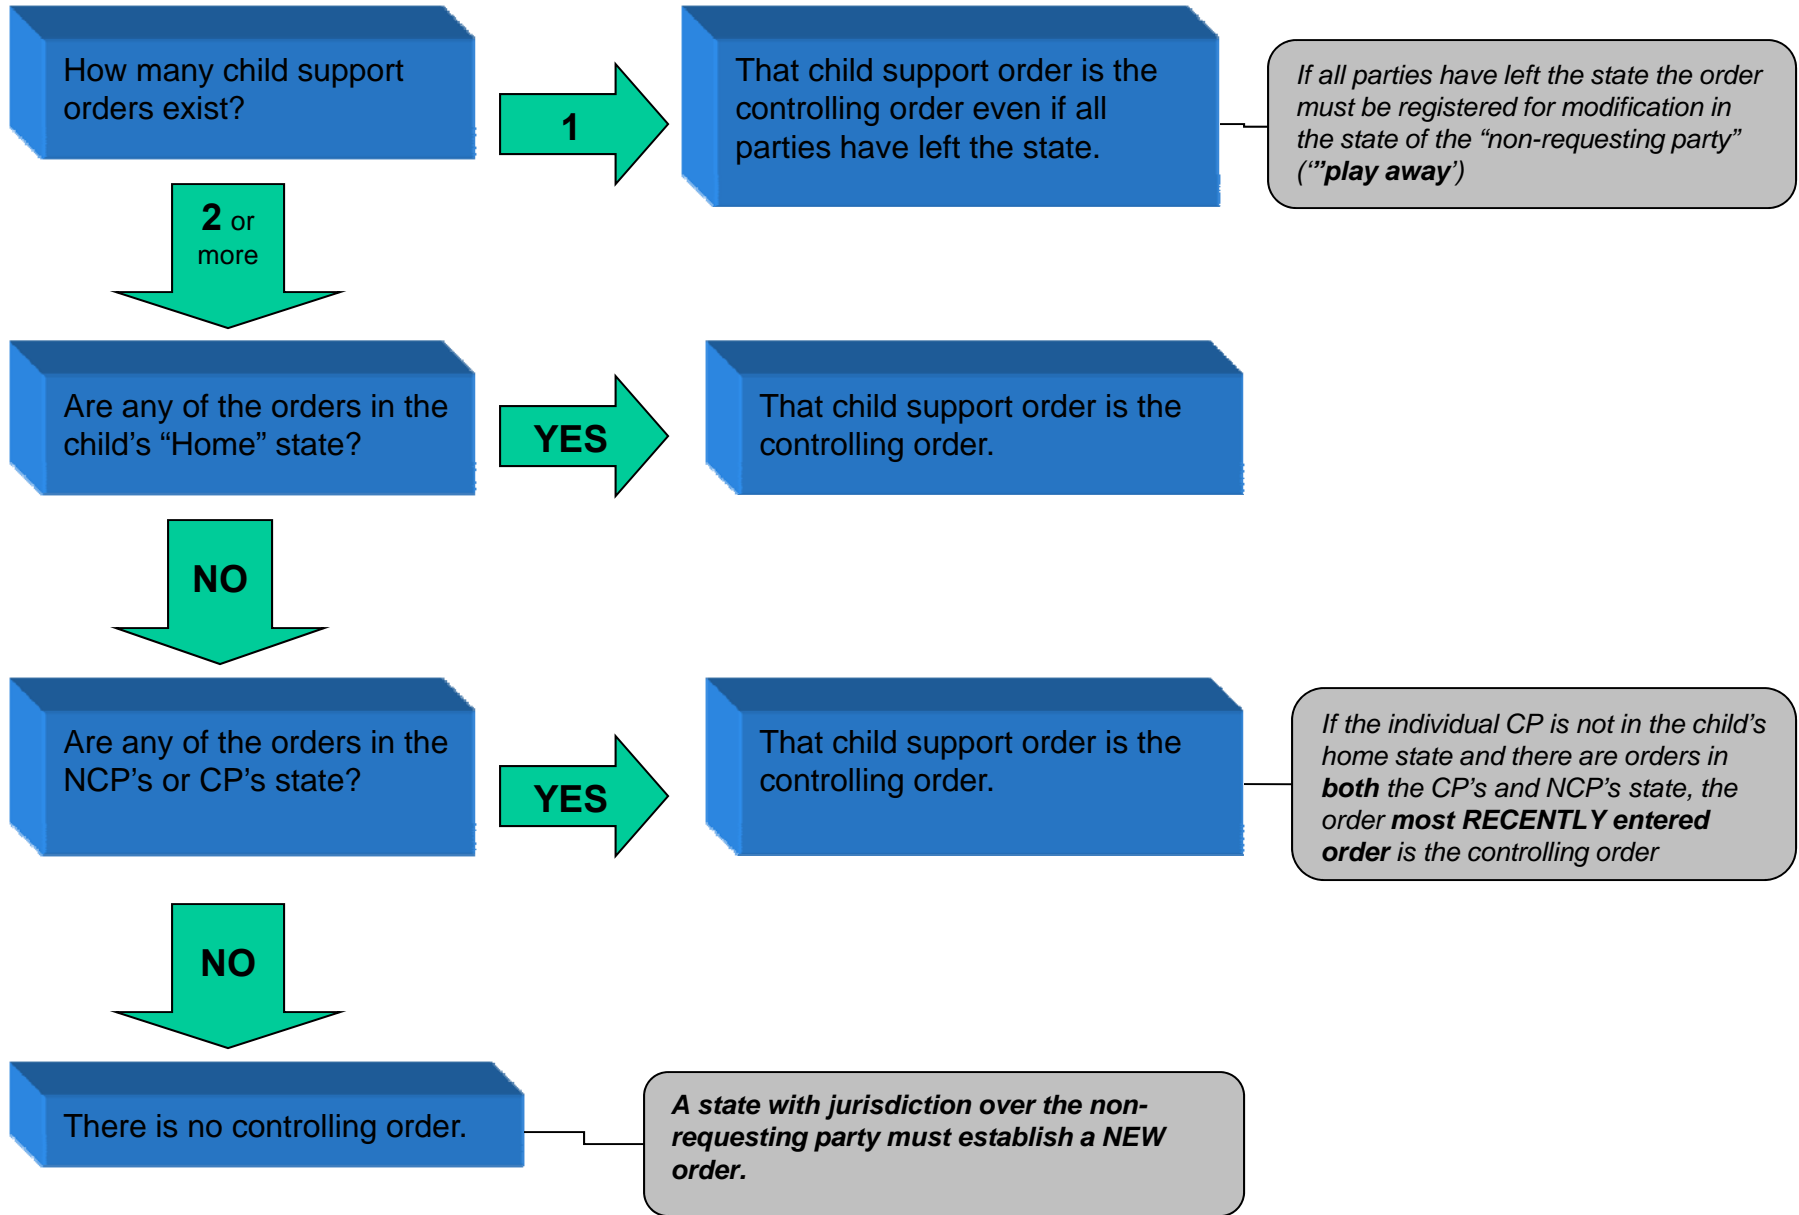 How many child support
orders exist?
1
That child support order is the
controlling order even if all
parties have left the state.
If all parties have left the state the order
must be registered for modification in
the state of the “non-requesting party”
(‘”play away’)
2 or
more
Are any of the orders in the
child’s “Home” state?
YES
That child support order is the
controlling order.
NO
Are any of the orders in the
NCP’s or CP’s state?
YES
That child support order is the
controlling order.
If the individual CP is not in the child’s
home state and there are orders in
both the CP’s and NCP’s state, the
order most RECENTLY entered
order is the controlling order
NO
There is no controlling order.
A state with jurisdiction over the non-
requesting party must establish a NEW
order.